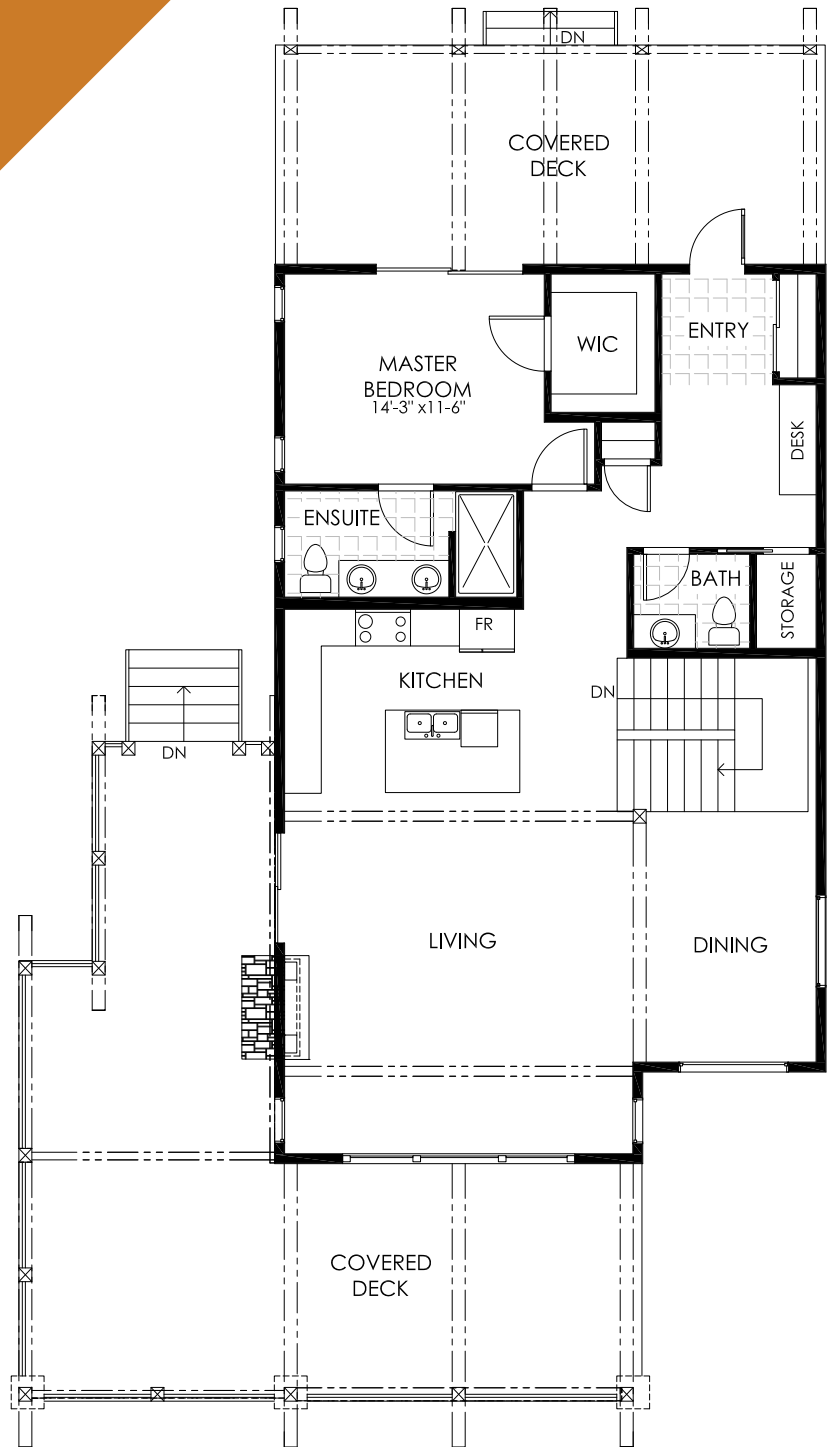 DN
COVERED
DECK
ENTRY
WIC
MASTER
BEDROOM
14'-3" x11-6"
DESK
ENSUITE
BATH
STORAGE
FR
KITCHEN
DN
DN
LIVING
DINING
COVERED
DECK